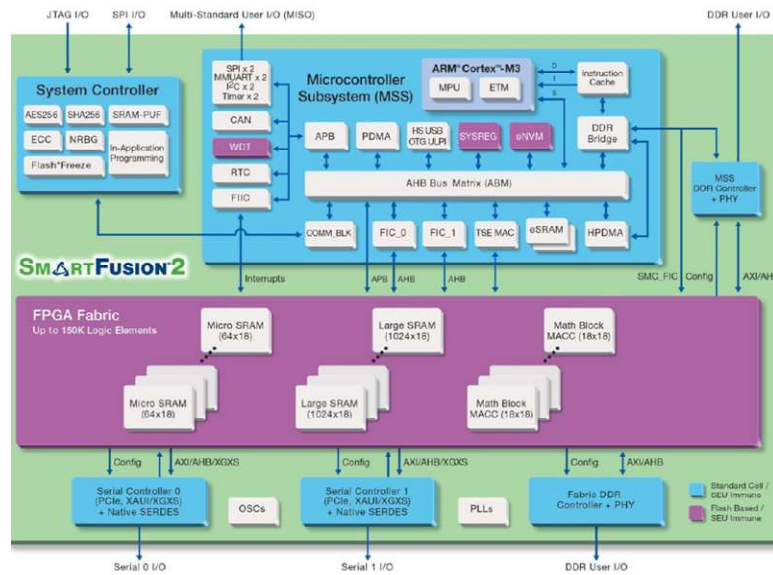 JTAG I/O
SPI I/O
Multi-Standard User I/O (MISO)
DDR User I/O
System Controller
AES256
SHA256
SRAM-PUF
ECC
NRBG
In-Application
Programming
Flash*Freeze
SPI x 2
MMUART x 2
I²C x 2
Timer x 2
CAN
WDT
RTC
FIIC
Microcontroller
Subsystem (MSS)
ARM® Cortex™-M3
MPU
ETM
D
I
S
Instruction
Cache
APB
PDMA
HS USB
OTG ULPI
SYSREG
eNVM
DDR
Bridge
AHB Bus Matrix (ABM)
COMM_BLK
FIC_0
FIC_1
TSE MAC
eSRAM
HPDMA
MSS
DDR Controller
+ PHY
SMARTFUSION®2
Interrupts
APB
AHB
AHB
AHB
SMC_FIC
Config
AXI/AHB
FPGA Fabric
Up to 150K Logic Elements
Micro SRAM
(64x18)
Large SRAM
(1024x18)
Math Block
MACC (18x18)
Micro SRAM
(64x18)
Large SRAM
(1024x18)
Math Block
MACC (18x18)
Config
AXI/AHB/XGXS
Config
AXI/AHB/XGXS
Config
AXI/AHB
Serial Controller 0
(PCIe, XAUI/XGXS)
+ Native SERDES
OSCs
Serial Controller 1
(PCIe, XAUI/XGXS)
+ Native SERDES
PLLs
Fabric DDR
Controller + PHY
Standard Cell /
SEU Immune
Flash Based /
SEU Immune
Serial 0 I/O
Serial 1 I/O
DDR User I/O